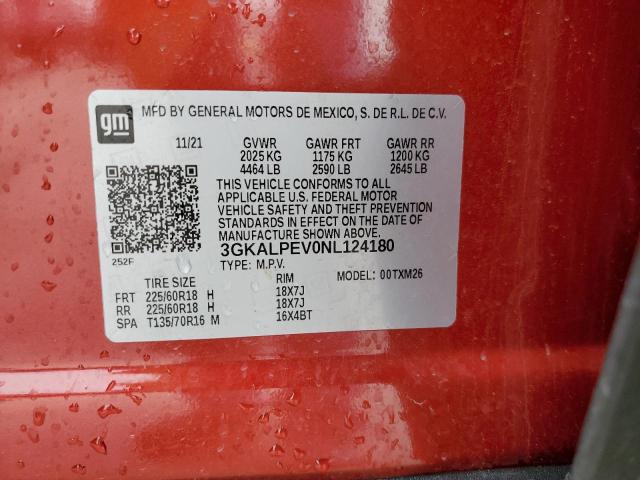 gm MFD BY GENERAL MOTORS DE MEXICO, S. DE R.L. DE C.V.
11/21 GVWR GAWR FRT GAWR RR
2025 KG 1175 KG 1200 KG
4464 LB 2590 LB 2645 LB
THIS VEHICLE CONFORMS TO ALL
APPLICABLE U.S. FEDERAL MOTOR
VEHICLE SAFETY AND THEFT PREVENTION
STANDARDS IN EFFECT ON THE DATE OF
MANUFACTURE SHOWN ABOVE.
3GKALPEV0NL124180
252F TYPE: M.P.V. MODEL: 00TXM26
TIRE SIZE RIM
FRT 225/60R18 H 18X7J
RR 225/60R18 H 18X7J
SPA T135/70R16 M 16X4BT